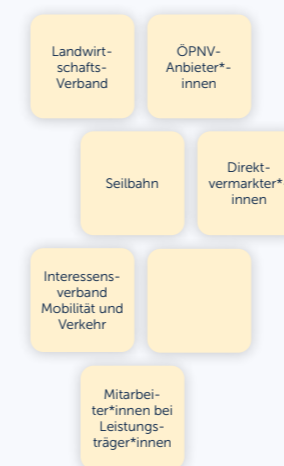 Landwirt-
schafts-
Verband
ÖPNV-
Anbieter*-
innen
Seilbahn
Direkt-
vermarkter*
innen
Interessens-
verband
Mobilität und
Verkehr
Mitarbei-
ter*innen bei
Leistungs-
träger*innen